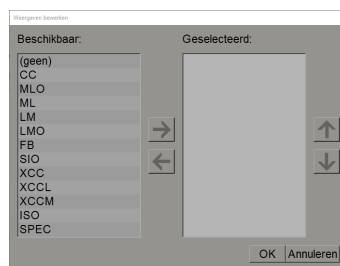 Weergaven bewerken
Beschikbaar:
Geselecteerd:
(geen)
CC
MLO
ML
LM
LMO
FB
SIO
XCC
XCCL
XCCM
ISO
SPEC
OK
Annuleren